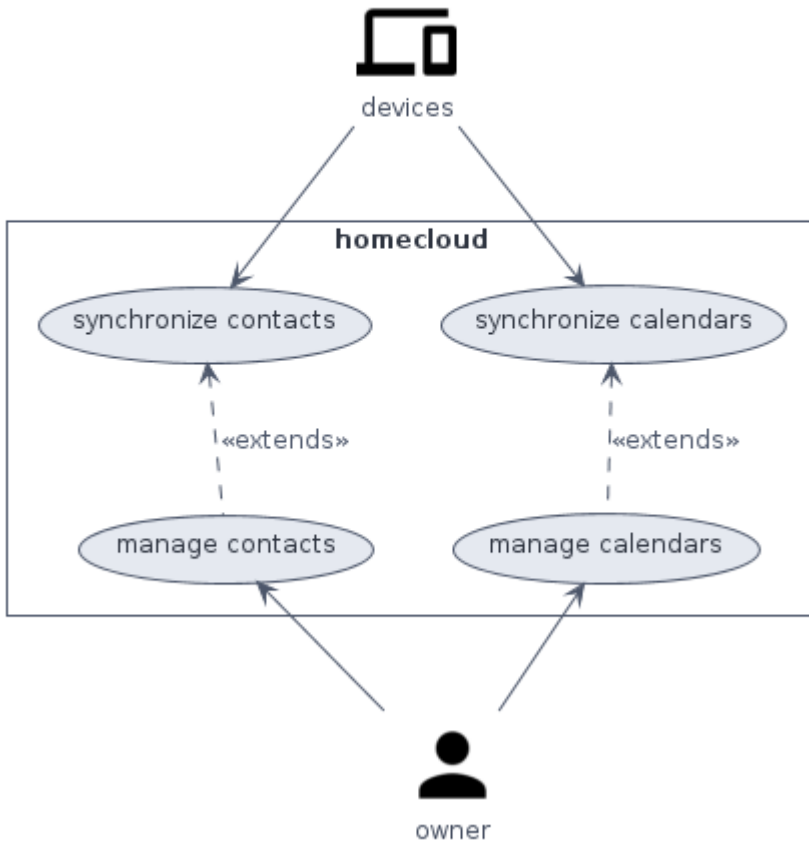 devices
homecloud
synchronize contacts
synchronize calendars
«extends»
«extends»
manage contacts
manage calendars
owner